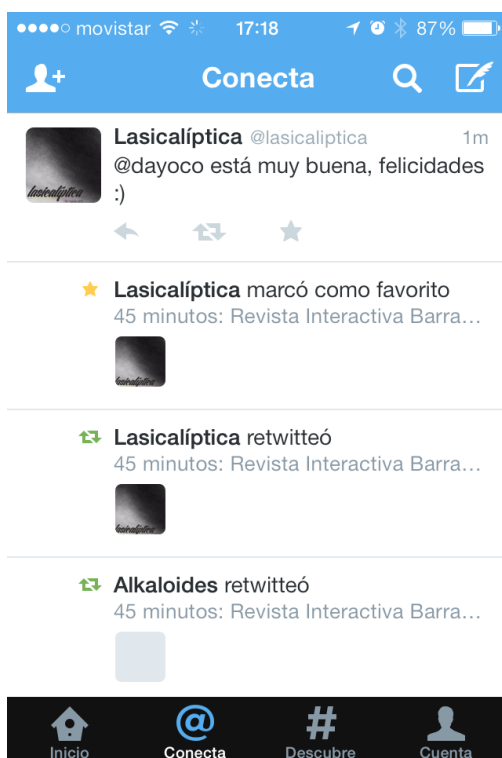 movistar 17:18 87%
Conecta
Lasicalíptica @lasicaliptica 1m
@dayoco está muy buena, felicidades
:)
lasicalíptica
Lasicalíptica marcó como favorito
45 minutos: Revista Interactiva Barra…
lasicalíptica
Lasicalíptica retwitteó
45 minutos: Revista Interactiva Barra…
lasicalíptica
Alkaloides retwitteó
45 minutos: Revista Interactiva Barra…
@ #
Inicio Conecta Descubre Cuenta